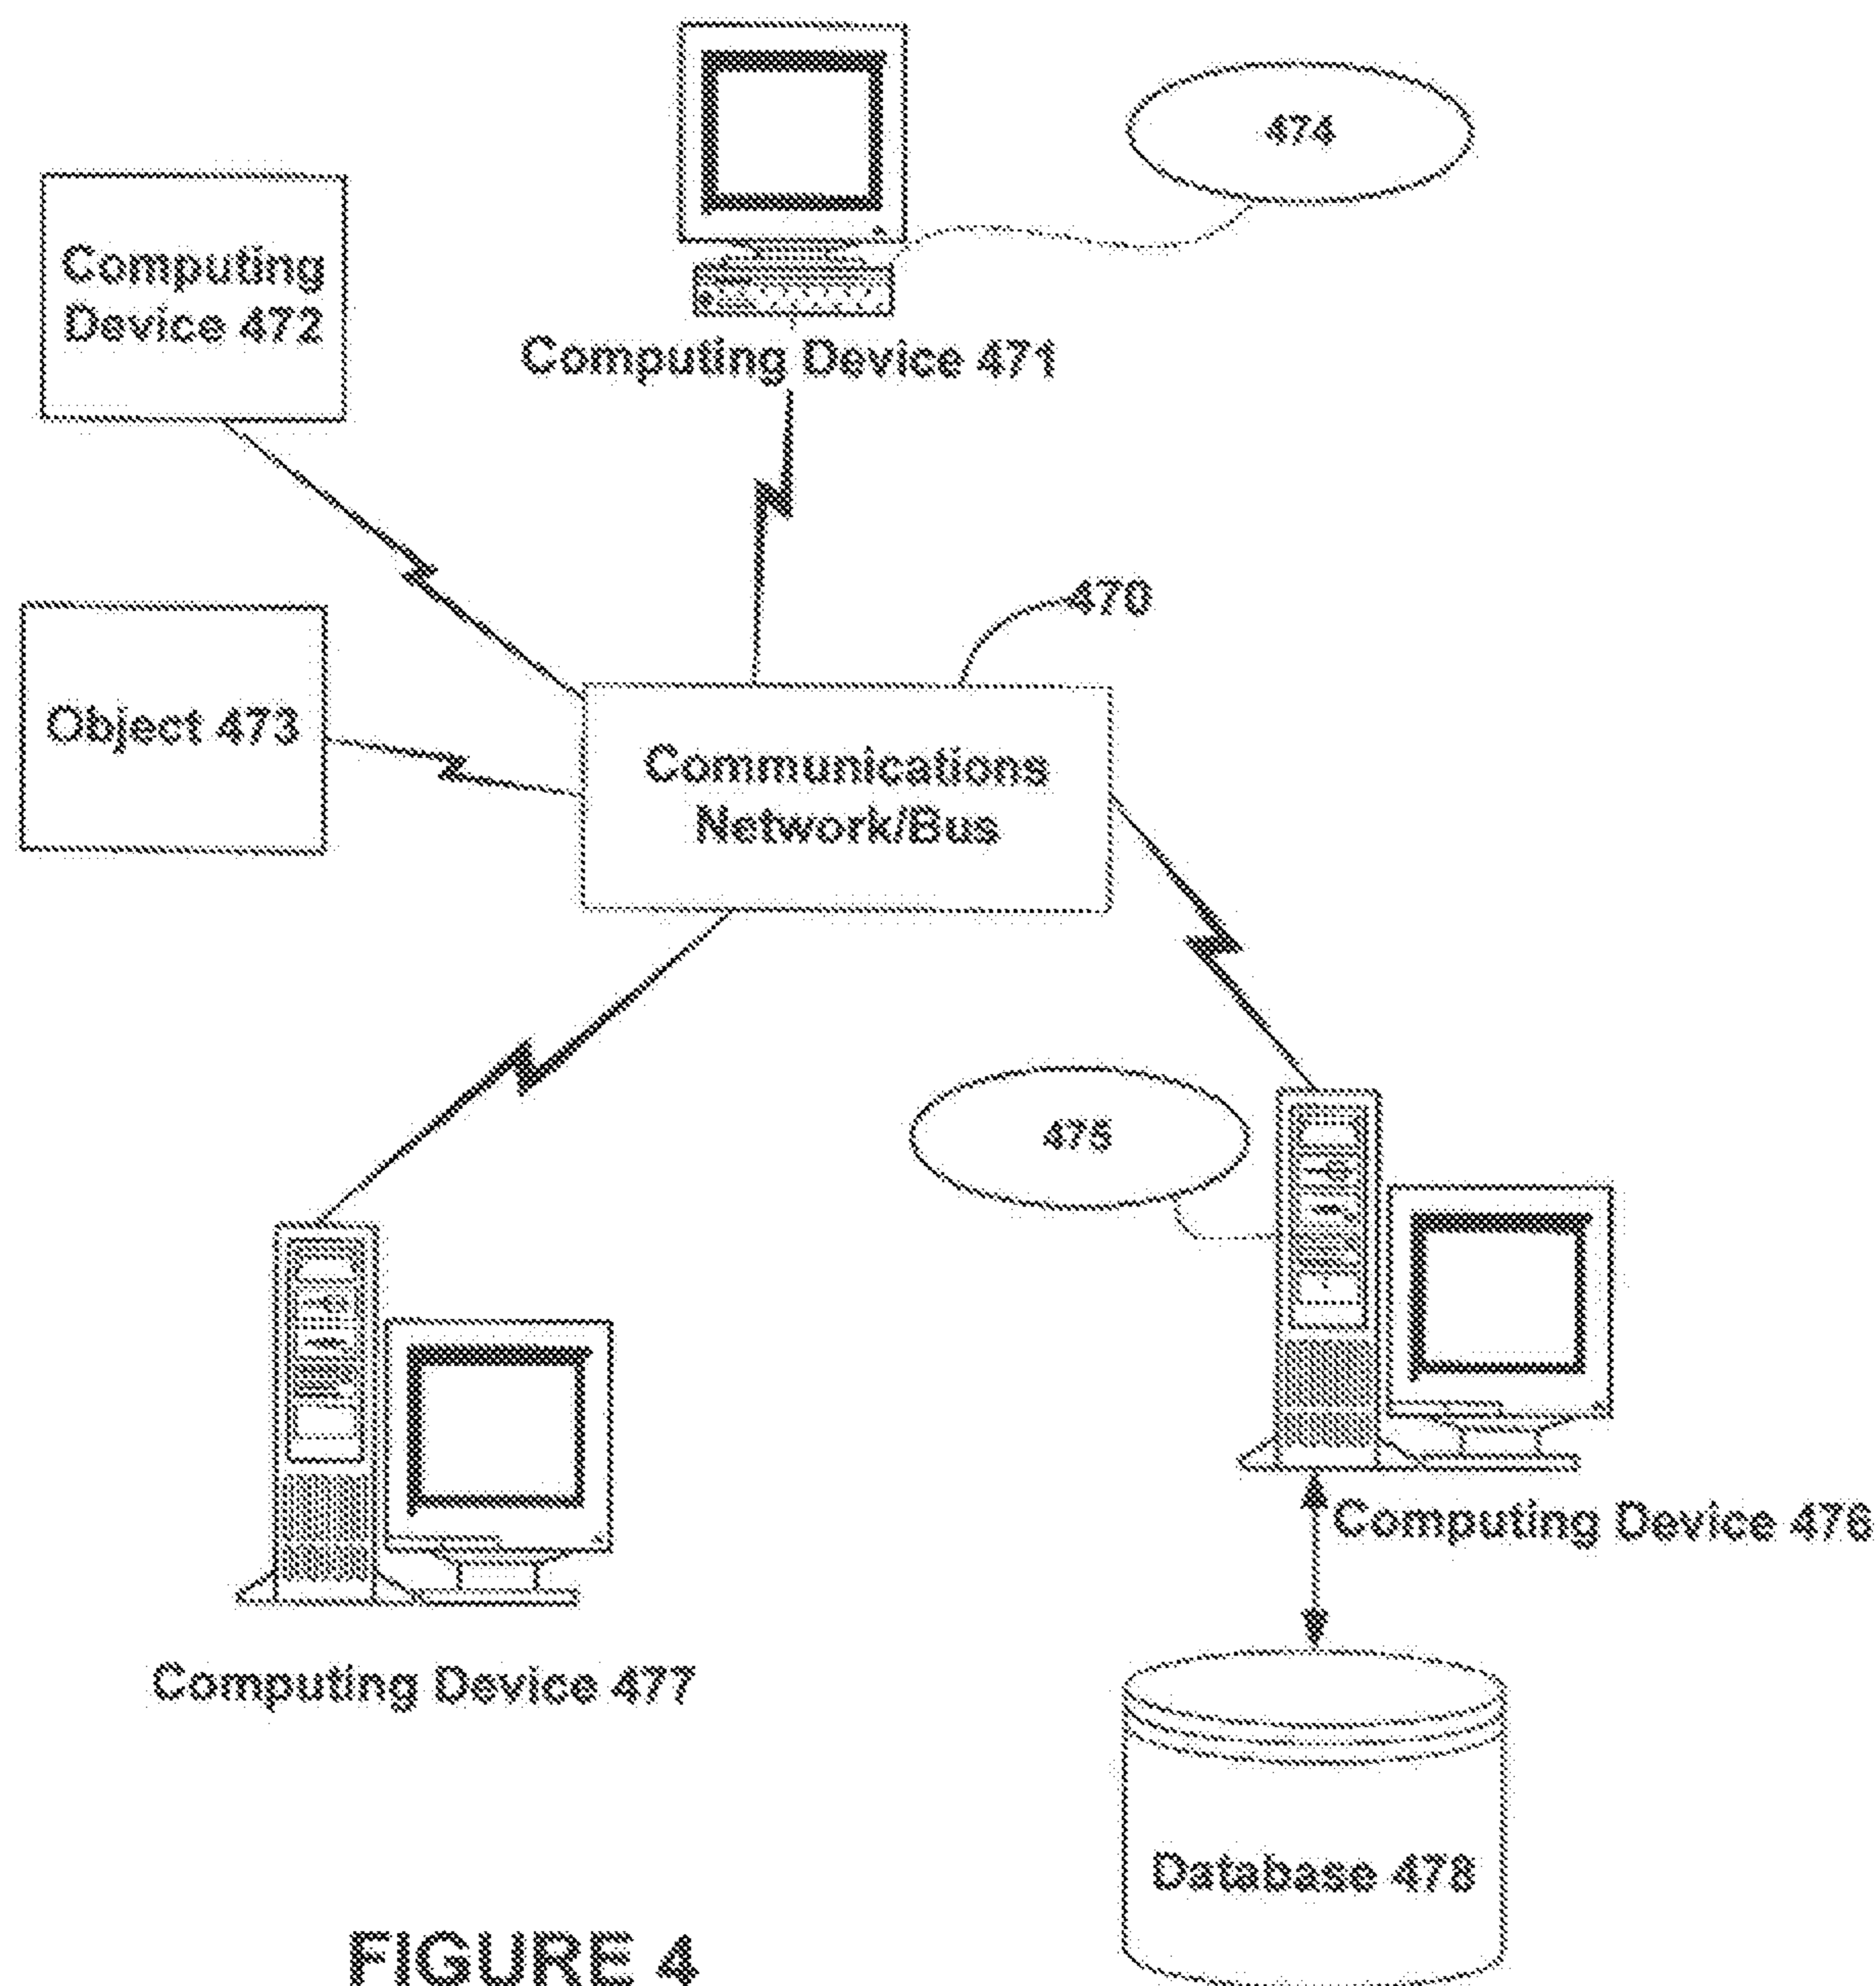 474
Computing
Device 472
Computing Device 471
470
Object 473
Communications
Network/Bus
475
Computing Device 476
Computing Device 477
Database 478
FIGURE 4